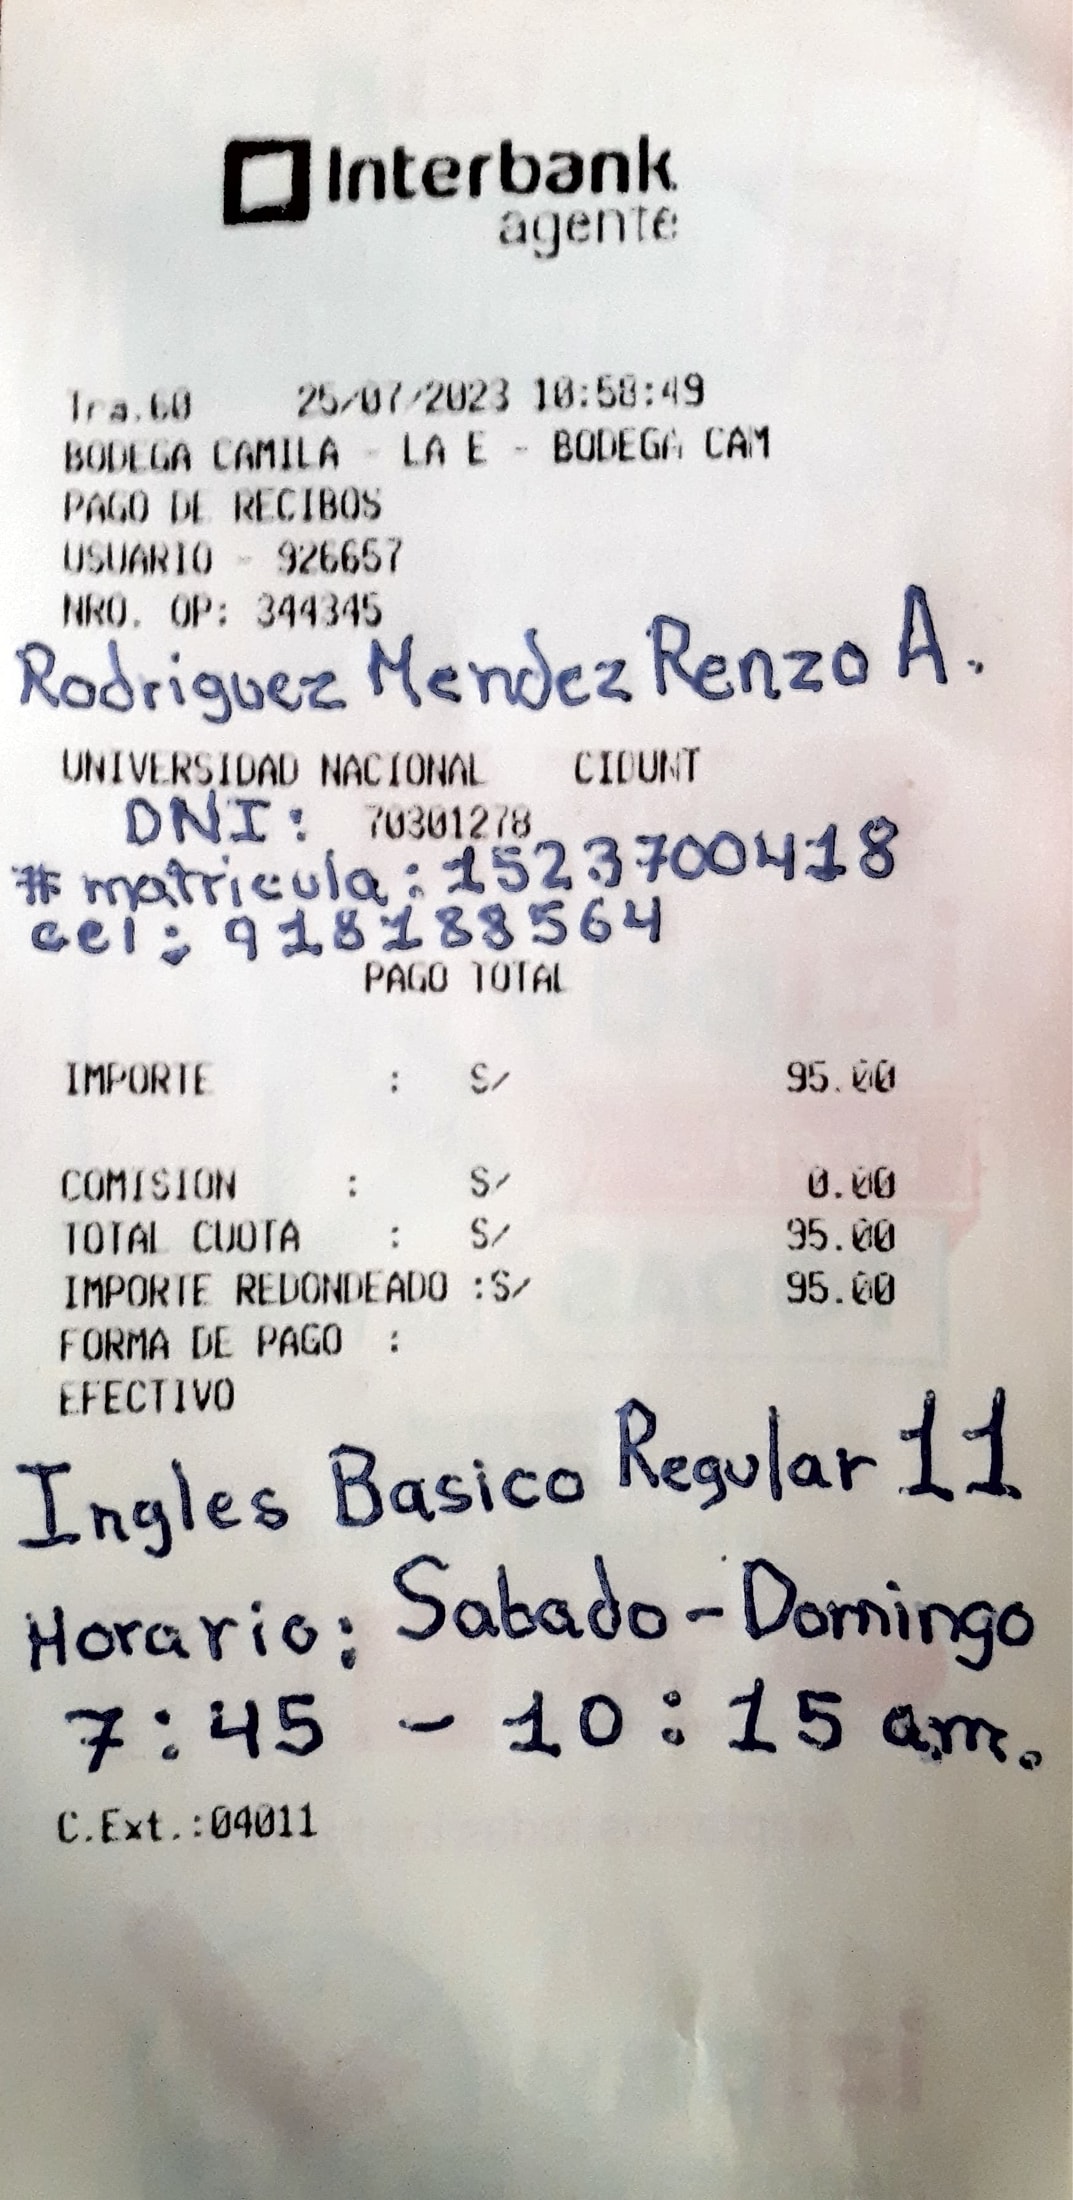 Interbank
agente
Tra.60 25/07/2023 10:58:49
BODEGA CAMILA - LA E - BODEGA CAM
PAGO DE RECIBOS
USUARIO - 926657
NRO. OP: 344345
Rodriguez Mendez Renzo A.
UNIVERSIDAD NACIONAL CIDUNT
DNI: 70301278
# matricula: 1523700418
cel: 918188564
PAGO TOTAL
IMPORTE : S/ 95.00
COMISION : S/ 0.00
TOTAL CUOTA : S/ 95.00
IMPORTE REDONDEADO :S/ 95.00
FORMA DE PAGO :
EFECTIVO
Ingles Basico Regular 11
Horario: Sabado - Domingo
7:45 - 10:15 am.
C.Ext.:04011